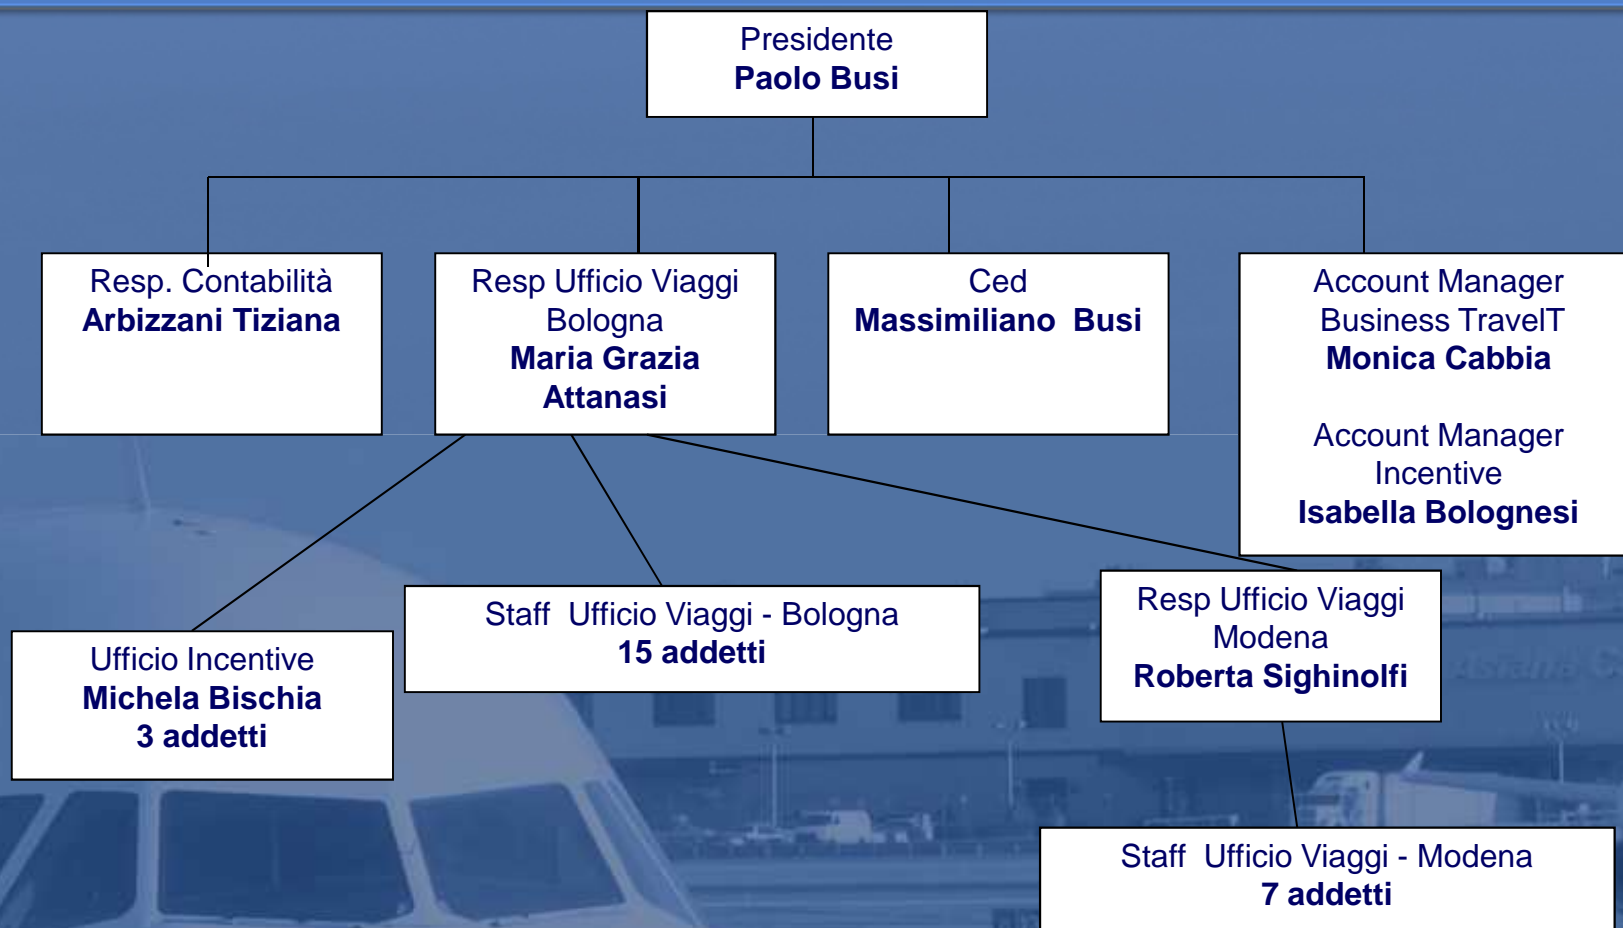 Presidente
Paolo Busi
Resp. Contabilità
Arbizzani Tiziana
Resp Ufficio Viaggi
Bologna
Maria Grazia
Attanasi
Ced
Massimiliano  Busi
Account Manager
Business TravelT
Monica Cabbia
Account Manager
Incentive
Isabella Bolognesi
Ufficio Incentive
Michela Bischia
3 addetti
Staff  Ufficio Viaggi - Bologna
15 addetti
Resp Ufficio Viaggi
Modena
Roberta Sighinolfi
Staff  Ufficio Viaggi - Modena
7 addetti